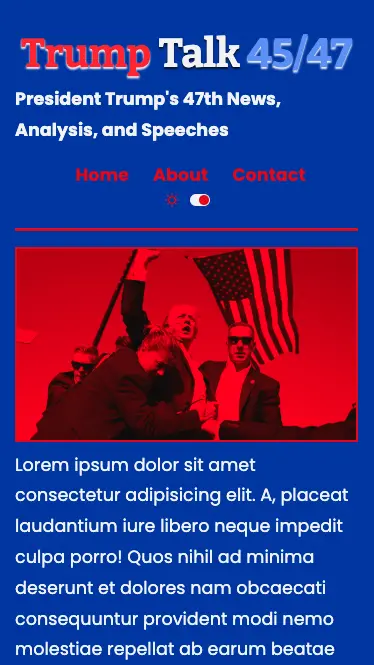 Trump Talk 45/47
President Trump's 47th News,
Analysis, and Speeches
Home About Contact
Lorem ipsum dolor sit amet
consectetur adipisicing elit. A, placeat
laudantium iure libero neque impedit
culpa porro! Quos nihil ad minima
deserunt et dolores nam obcaecati
consequuntur provident modi nemo
molestiae repellat ab earum beatae